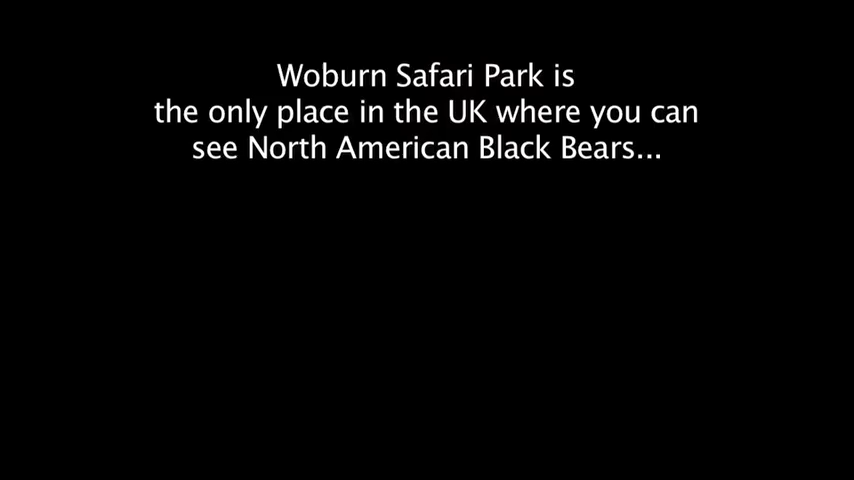 Woburn Safari Park is
the only place in the UK where you can
see North American Black Bears...